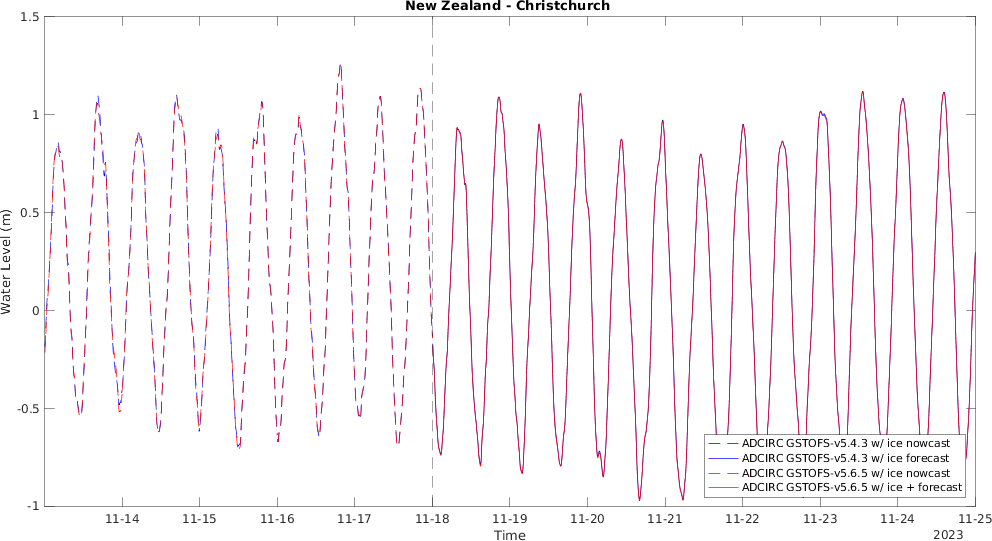 New Zealand - Christchurch
1.5
1
0.5
0
-0.5
-1
Water Level (m)
ADCIRC GSTOFS-v5.4.3 w/ ice nowcast
ADCIRC GSTOFS-v5.4.3 w/ ice forecast
ADCIRC GSTOFS-v5.6.5 w/ ice nowcast
ADCIRC GSTOFS-v5.6.5 w/ ice + forecast
11-14 11-15 11-16 11-17 11-18 11-19 11-20 11-21 11-22 11-23 11-24 11-25
Time
2023